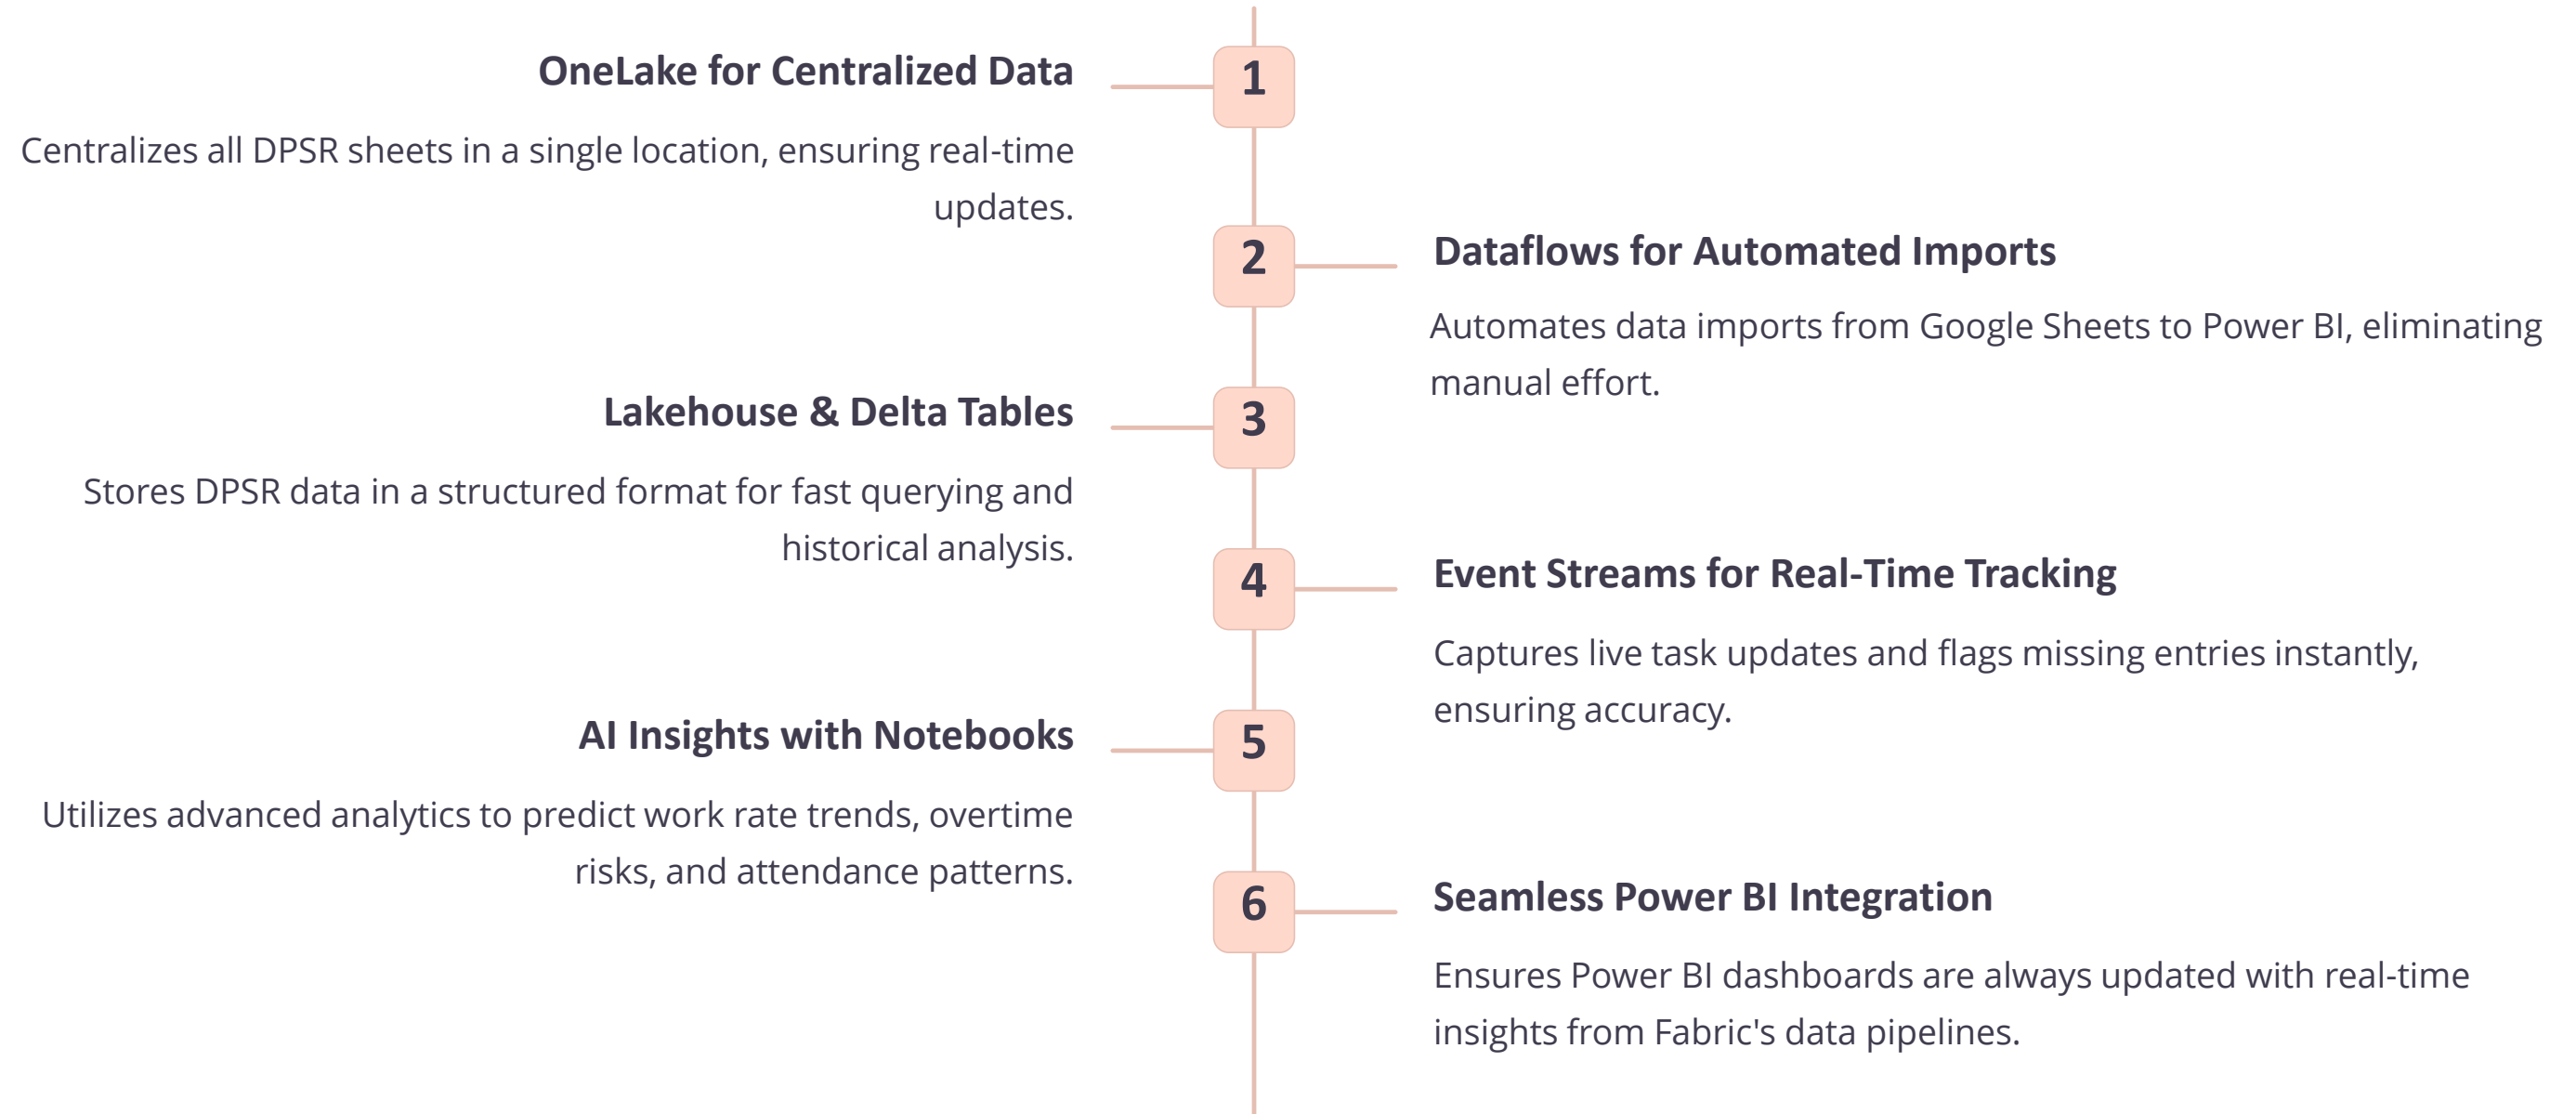 1
OneLake for Centralized Data
Centralizes all DPSR sheets in a single location, ensuring real-time
updates.
2
Dataflows for Automated Imports
Automates data imports from Google Sheets to Power BI, eliminating
manual effort.
3
Lakehouse & Delta Tables
Stores DPSR data in a structured format for fast querying and
historical analysis.
4
Event Streams for Real-Time Tracking
Captures live task updates and flags missing entries instantly,
ensuring accuracy.
5
AI Insights with Notebooks
Utilizes advanced analytics to predict work rate trends, overtime
risks, and attendance patterns.
6
Seamless Power BI Integration
Ensures Power BI dashboards are always updated with real-time
insights from Fabric's data pipelines.